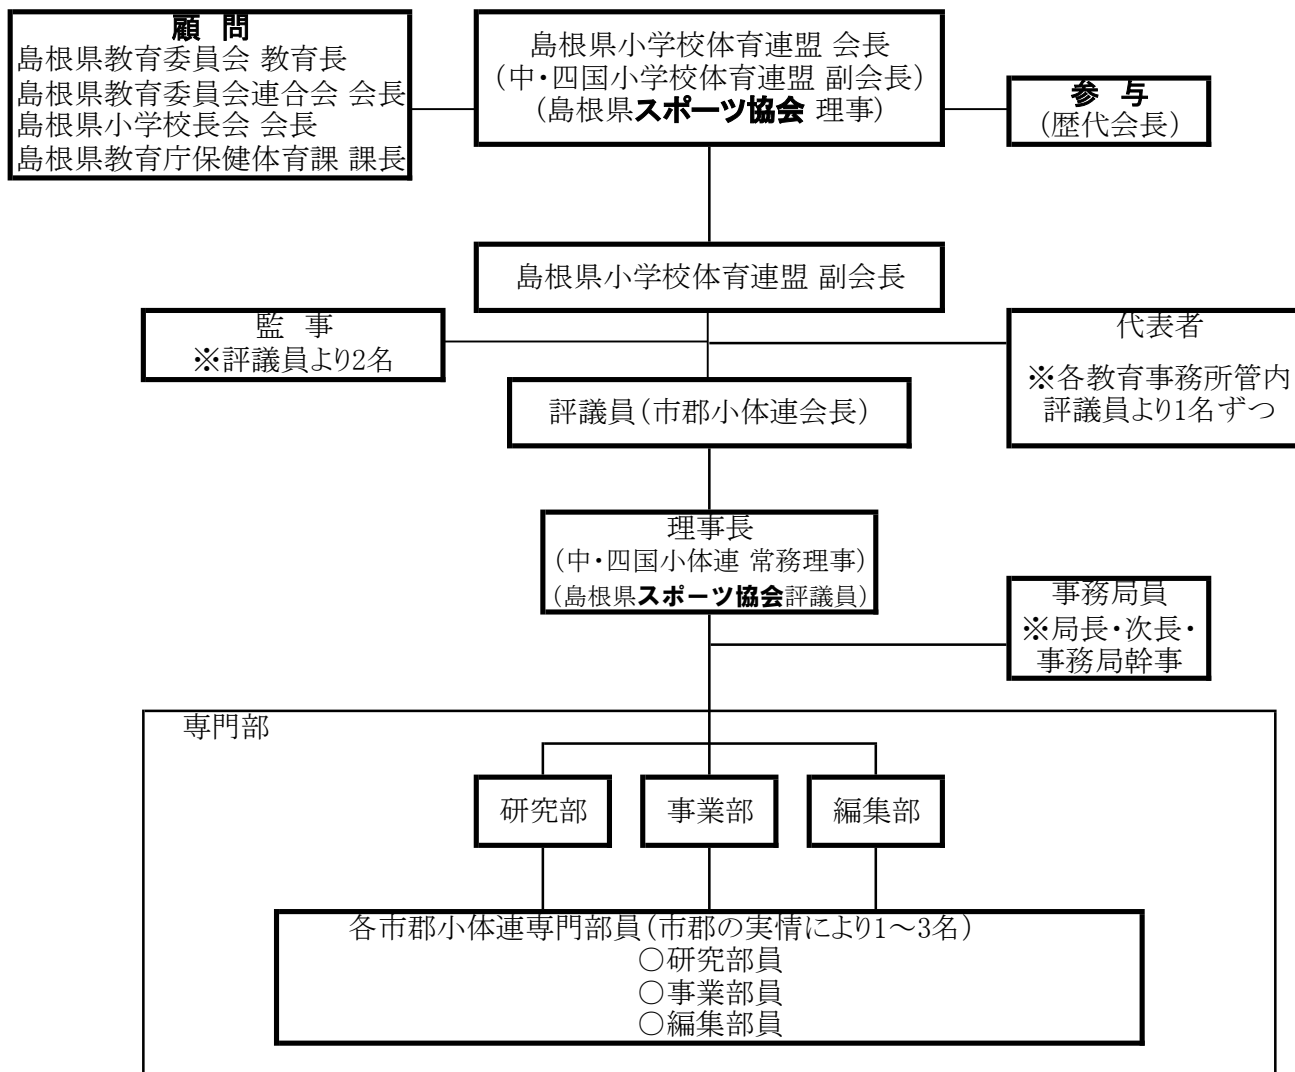 顧 問
島根県教育委員会 教育長
島根県教育委員会連合会 会長
島根県小学校長会 会長
島根県教育庁保健体育課 課長
島根県小学校体育連盟 会長
(中・四国小学校体育連盟 副会長)
(島根県スポーツ協会 理事)
参 与
(歴代会長)
島根県小学校体育連盟 副会長
監 事
※評議員より2名
代表者
※各教育事務所管内
評議員より1名ずつ
評議員(市郡小体連会長)
理事長
(中・四国小体連 常務理事)
(島根県スポーツ協会評議員)
事務局員
※局長・次長・
事務局幹事
専門部
研究部
事業部
編集部
各市郡小体連専門部員(市郡の実情により1~3名)
○研究部員
○事業部員
○編集部員